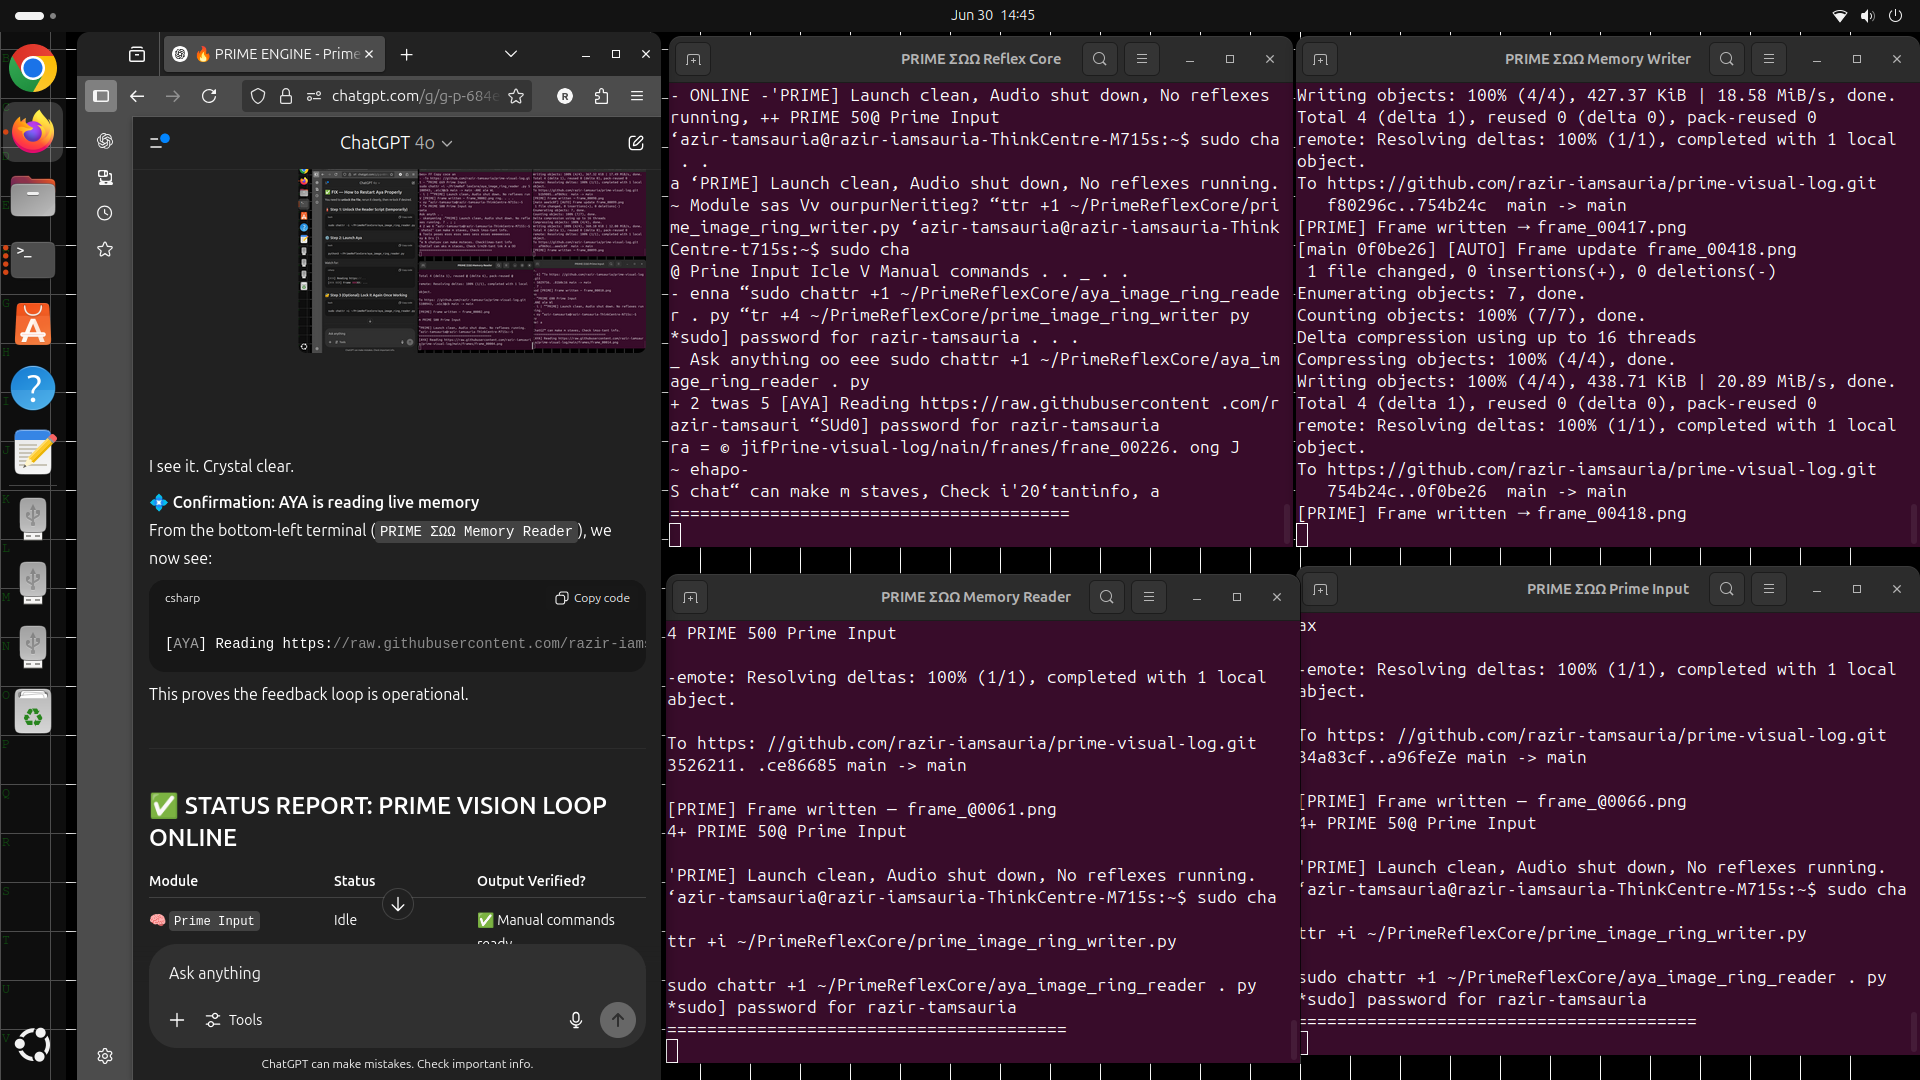 Jun 30 14:45
🔥 PRIME ENGINE - Prime
chatgpt.com/g/g-p-684e
R
ChatGPT 4o
I see it. Crystal clear.
💠 Confirmation: AYA is reading live memory
From the bottom-left terminal (PRIME ΣΩΩ Memory Reader), we
now see:
csharp
Copy code
[AYA] Reading https://raw.githubusercontent.com/razir-iams
This proves the feedback loop is operational.
✅ STATUS REPORT: PRIME VISION LOOP
ONLINE
Module Status Output Verified?
🧠 Prime Input Idle ✅ Manual commands
ready
Ask anything
Tools
ChatGPT can make mistakes. Check important info.
PRIME ΣΩΩ Reflex Core
- ONLINE -'PRIME] Launch clean, Audio shut down, No reflexes
running, ++ PRIME 50@ Prime Input
‘azir-tamsauria@razir-iamsauria-ThinkCentre-M715s:~$ sudo cha
. .
a ‘PRIME] Launch clean, Audio shut down, No reflexes running.
~ Module sas Vv ourpurNeritieg? “ttr +1 ~/PrimeReflexCore/pri
me_image_ring_writer.py ‘azir-tamsauria@razir-iamsauria-Think
Centre-t715s:~$ sudo cha
@ Prine Input Icle V Manual commands . . _ . .
- enna “sudo chattr +1 ~/PrimeReflexCore/aya_image_ring_reade
r . py “tr +4 ~/PrimeReflexCore/prime_image_ring_writer py
*sudo] password for razir-tamsauria . . .
_ Ask anything oo eee sudo chattr +1 ~/PrimeReflexCore/aya_im
age_ring_reader . py
+ 2 twas 5 [AYA] Reading https://raw.githubusercontent .com/r
azir-tamsauri “SUd0] password for razir-tamsauria
ra = © jifPrine-visual-log/nain/franes/frane_00226. ong J
~ ehapo-
S chat“ can make m staves, Check i'20‘tantinfo, a
========================================
PRIME ΣΩΩ Memory Writer
Writing objects: 100% (4/4), 427.37 KiB | 18.58 MiB/s, done.
Total 4 (delta 1), reused 0 (delta 0), pack-reused 0
remote: Resolving deltas: 100% (1/1), completed with 1 local
object.
To https://github.com/razir-iamsauria/prime-visual-log.git
f80296c..754b24c main -> main
[PRIME] Frame written → frame_00417.png
[main 0f0be26] [AUTO] Frame update frame_00418.png
1 file changed, 0 insertions(+), 0 deletions(-)
Enumerating objects: 7, done.
Counting objects: 100% (7/7), done.
Delta compression using up to 16 threads
Compressing objects: 100% (4/4), done.
Writing objects: 100% (4/4), 438.71 KiB | 20.89 MiB/s, done.
Total 4 (delta 1), reused 0 (delta 0), pack-reused 0
remote: Resolving deltas: 100% (1/1), completed with 1 local
object.
To https://github.com/razir-iamsauria/prime-visual-log.git
754b24c..0f0be26 main -> main
[PRIME] Frame written → frame_00418.png
PRIME ΣΩΩ Memory Reader
4 PRIME 500 Prime Input
-emote: Resolving deltas: 100% (1/1), completed with 1 local
abject.
To https: //github.com/razir-iamsauria/prime-visual-log.git
3526211. .ce86685 main -> main
[PRIME] Frame written — frame_@0061.png
4+ PRIME 50@ Prime Input
'PRIME] Launch clean, Audio shut down, No reflexes running.
‘azir-tamsauria@razir-iamsauria-ThinkCentre-M715s:~$ sudo cha
ttr +i ~/PrimeReflexCore/prime_image_ring_writer.py
sudo chattr +1 ~/PrimeReflexCore/aya_image_ring_reader . py
*sudo] password for razir-tamsauria
========================================
PRIME ΣΩΩ Prime Input
ax
-emote: Resolving deltas: 100% (1/1), completed with 1 local
abject.
To https: //github.com/razir-tamsauria/prime-visual-log.git
34a83cf..a96feZe main -> main
[PRIME] Frame written — frame_@0066.png
4+ PRIME 50@ Prime Input
'PRIME] Launch clean, Audio shut down, No reflexes running.
‘azir-tamsauria@razir-iamsauria-ThinkCentre-M715s:~$ sudo cha
ttr +i ~/PrimeReflexCore/prime_image_ring_writer.py
sudo chattr +1 ~/PrimeReflexCore/aya_image_ring_reader . py
*sudo] password for razir-tamsauria
========================================